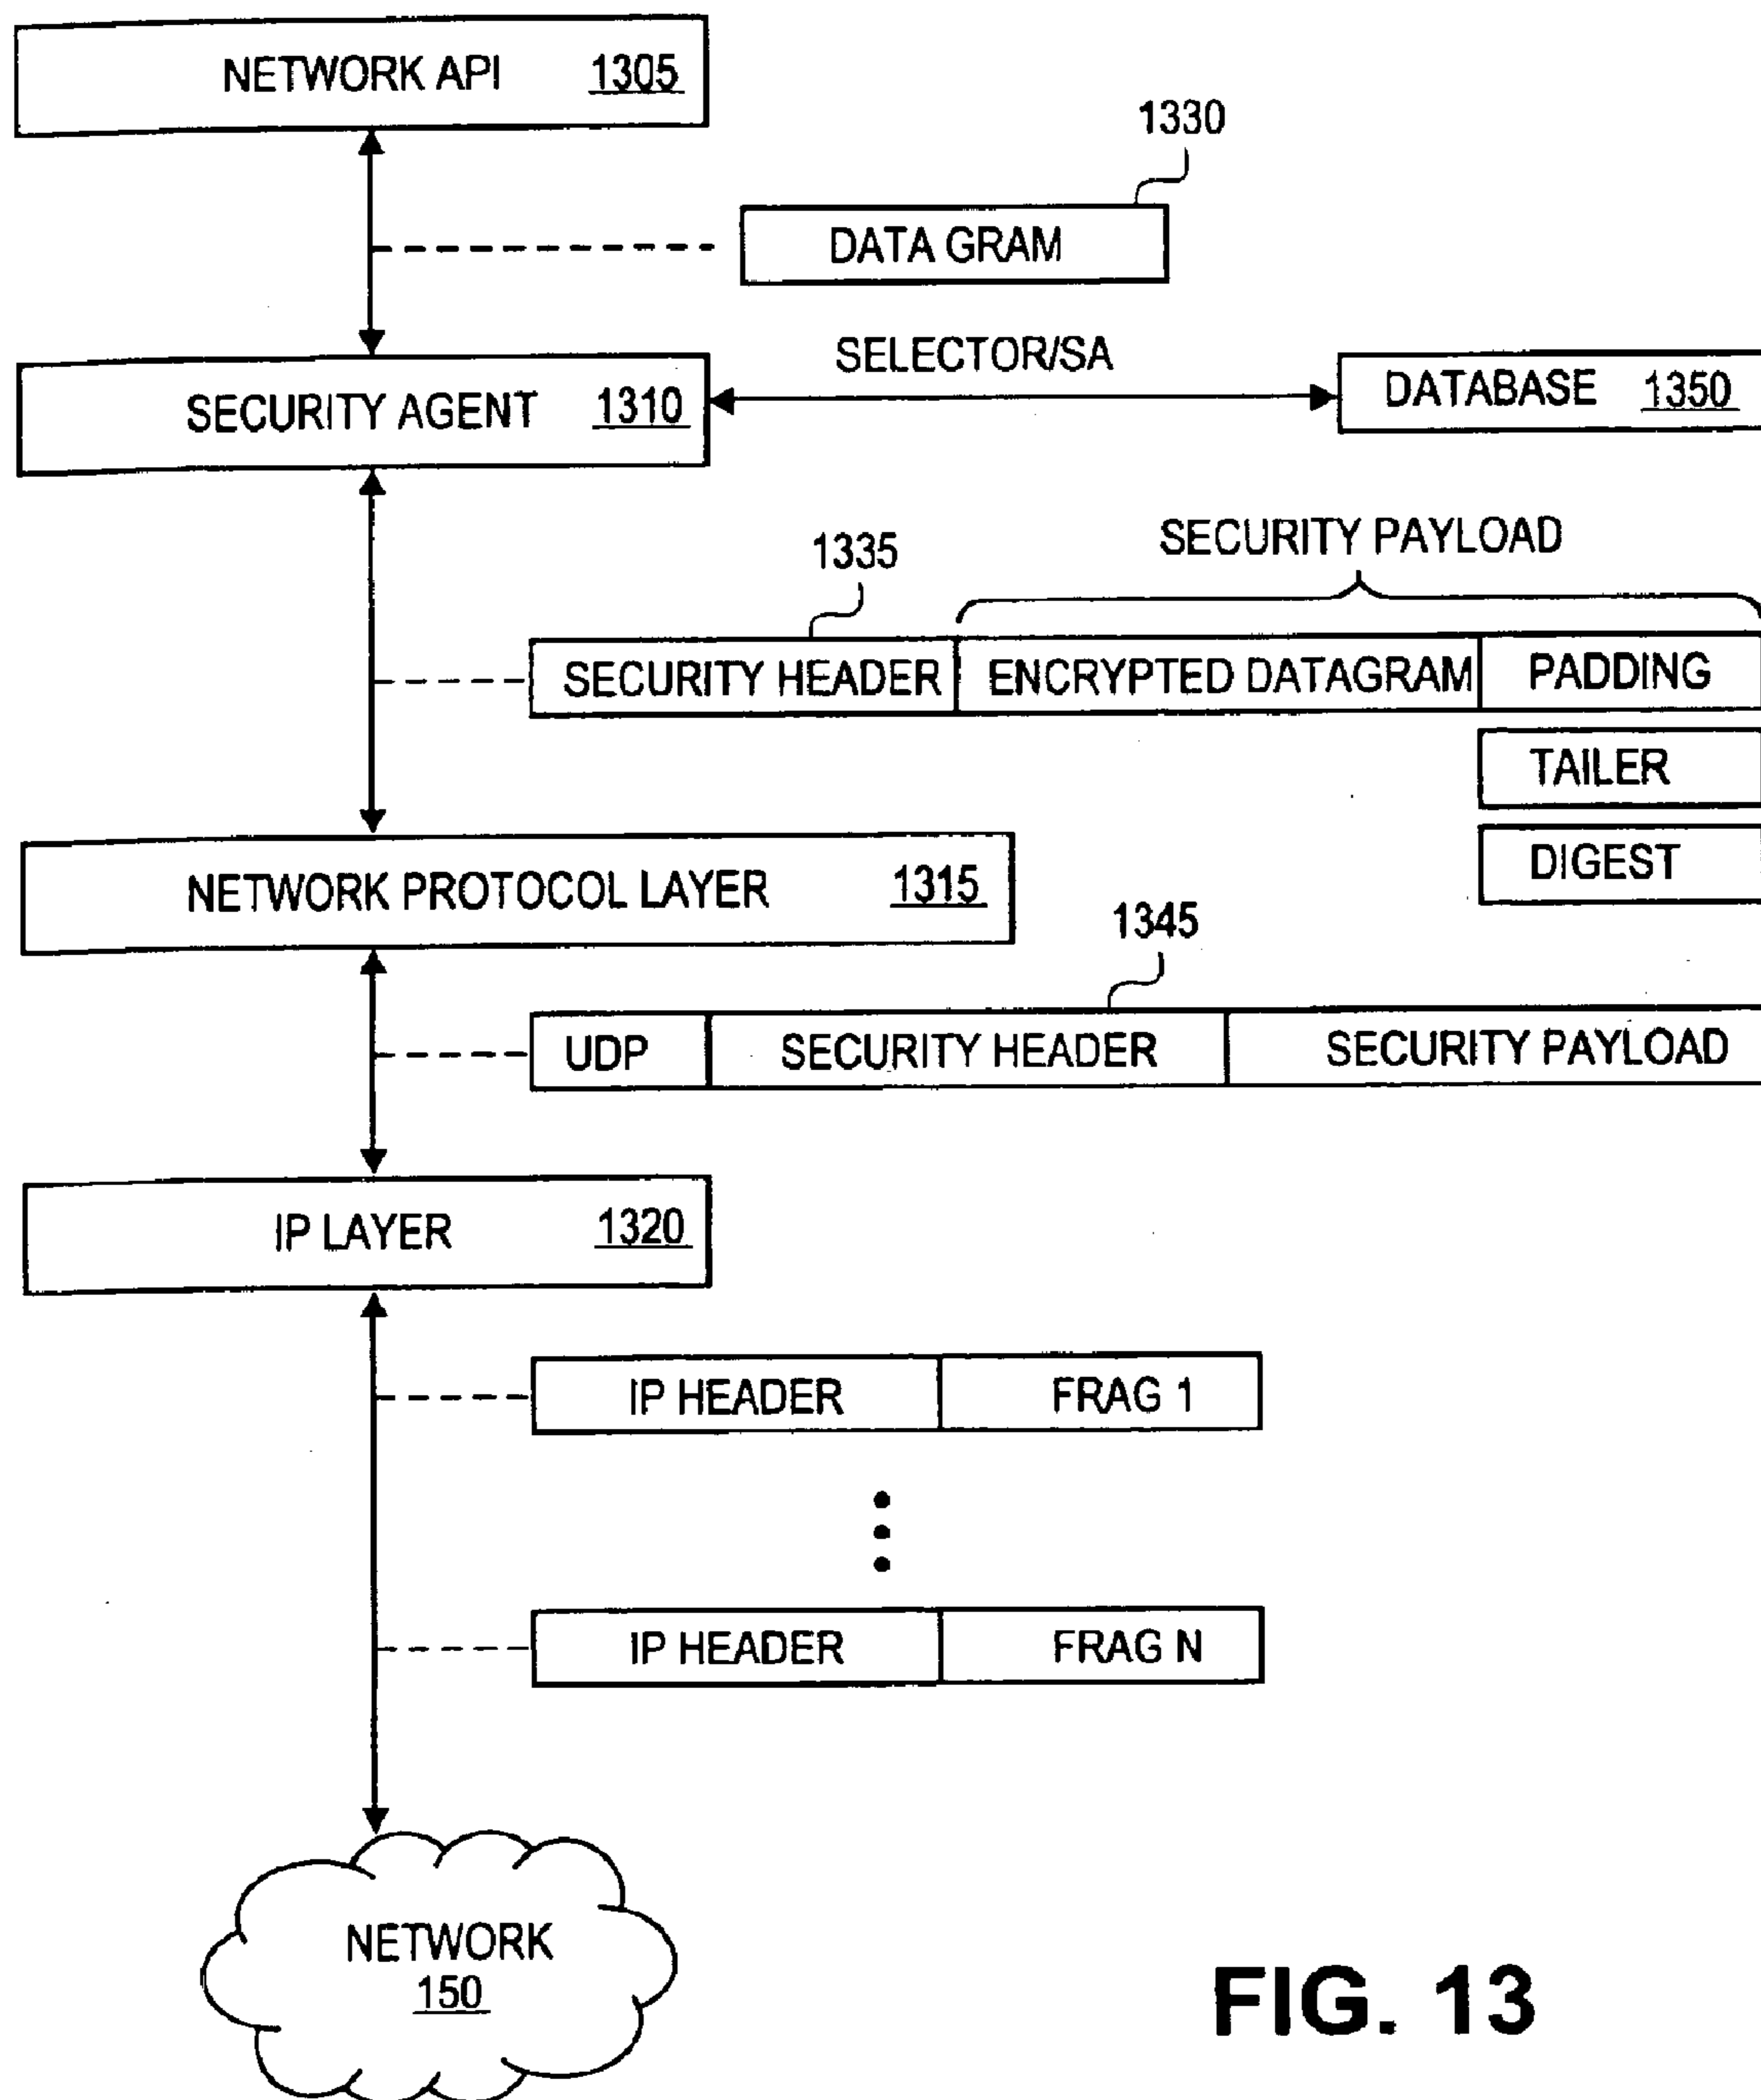 NETWORK API 1305
1330
DATA GRAM
SELECTOR/SA
SECURITY AGENT 1310
DATABASE 1350
SECURITY PAYLOAD
1335
SECURITY HEADER ENCRYPTED DATAGRAM PADDING
TAILER
DIGEST
NETWORK PROTOCOL LAYER 1315
1345
UDP SECURITY HEADER SECURITY PAYLOAD
IP LAYER 1320
IP HEADER FRAG 1
IP HEADER FRAG N
NETWORK
150
FIG. 13